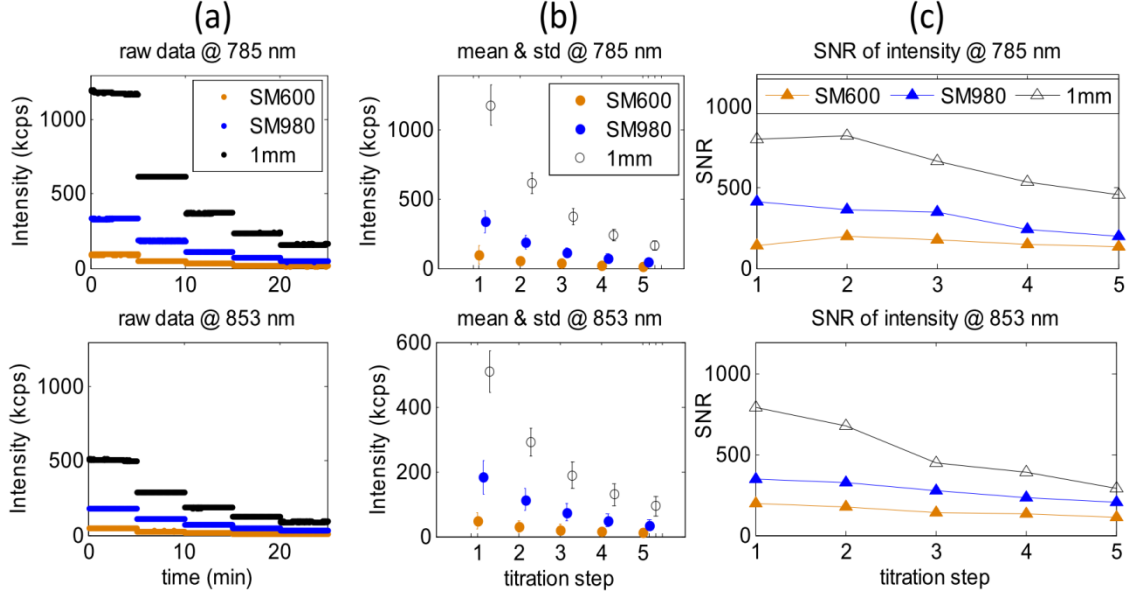 (a)
(b)
(c)
raw data @ 785 nm
mean & std @ 785 nm
SNR of intensity @ 785 nm
Intensity (kcps)
1000
500
0
0
10
20
SM600
SM980
1mm
Intensity (kcps)
1200
800
400
0
1
2
3
4
5
SM600
SM980
1mm
SNR
1000
500
0
1
2
3
4
5
SM600
SM980
1mm
raw data @ 853 nm
mean & std @ 853 nm
SNR of intensity @ 853 nm
Intensity (kcps)
1000
500
0
0
10
20
time (min)
Intensity (kcps)
600
400
200
0
1
2
3
4
5
titration step
SNR
1000
500
0
1
2
3
4
5
titration step